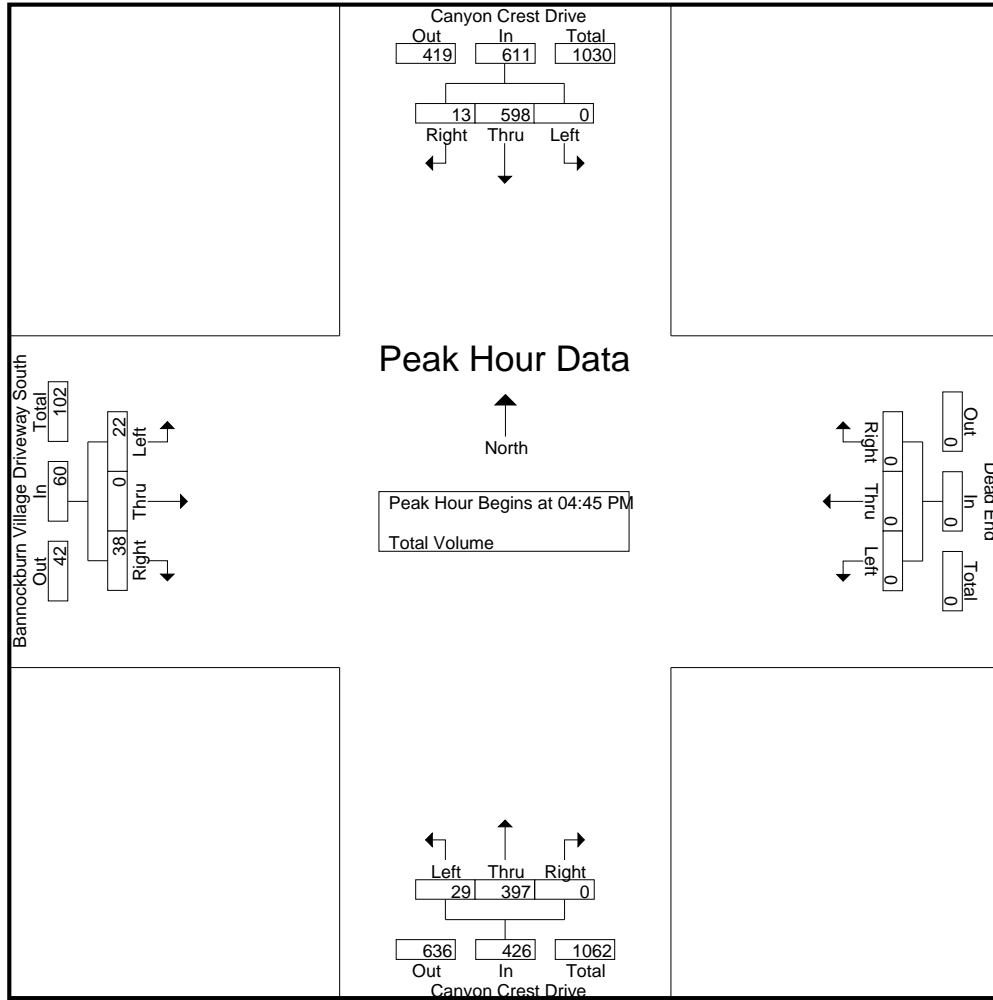 Canyon Crest Drive
Out In Total
419 611 1030
13 598 0
Right Thru Left
Peak Hour Data
North
Peak Hour Begins at 04:45 PM
Total Volume
Bannockburn Village Driveway South
Total In Out
102 60 42
22 0 38
Left Thru Right
Dead End
Out In Total
0 0 0
0 0 0
Right Thru Left
Left Thru Right
29 397 0
636 426 1062
Out In Total
Canyon Crest Drive